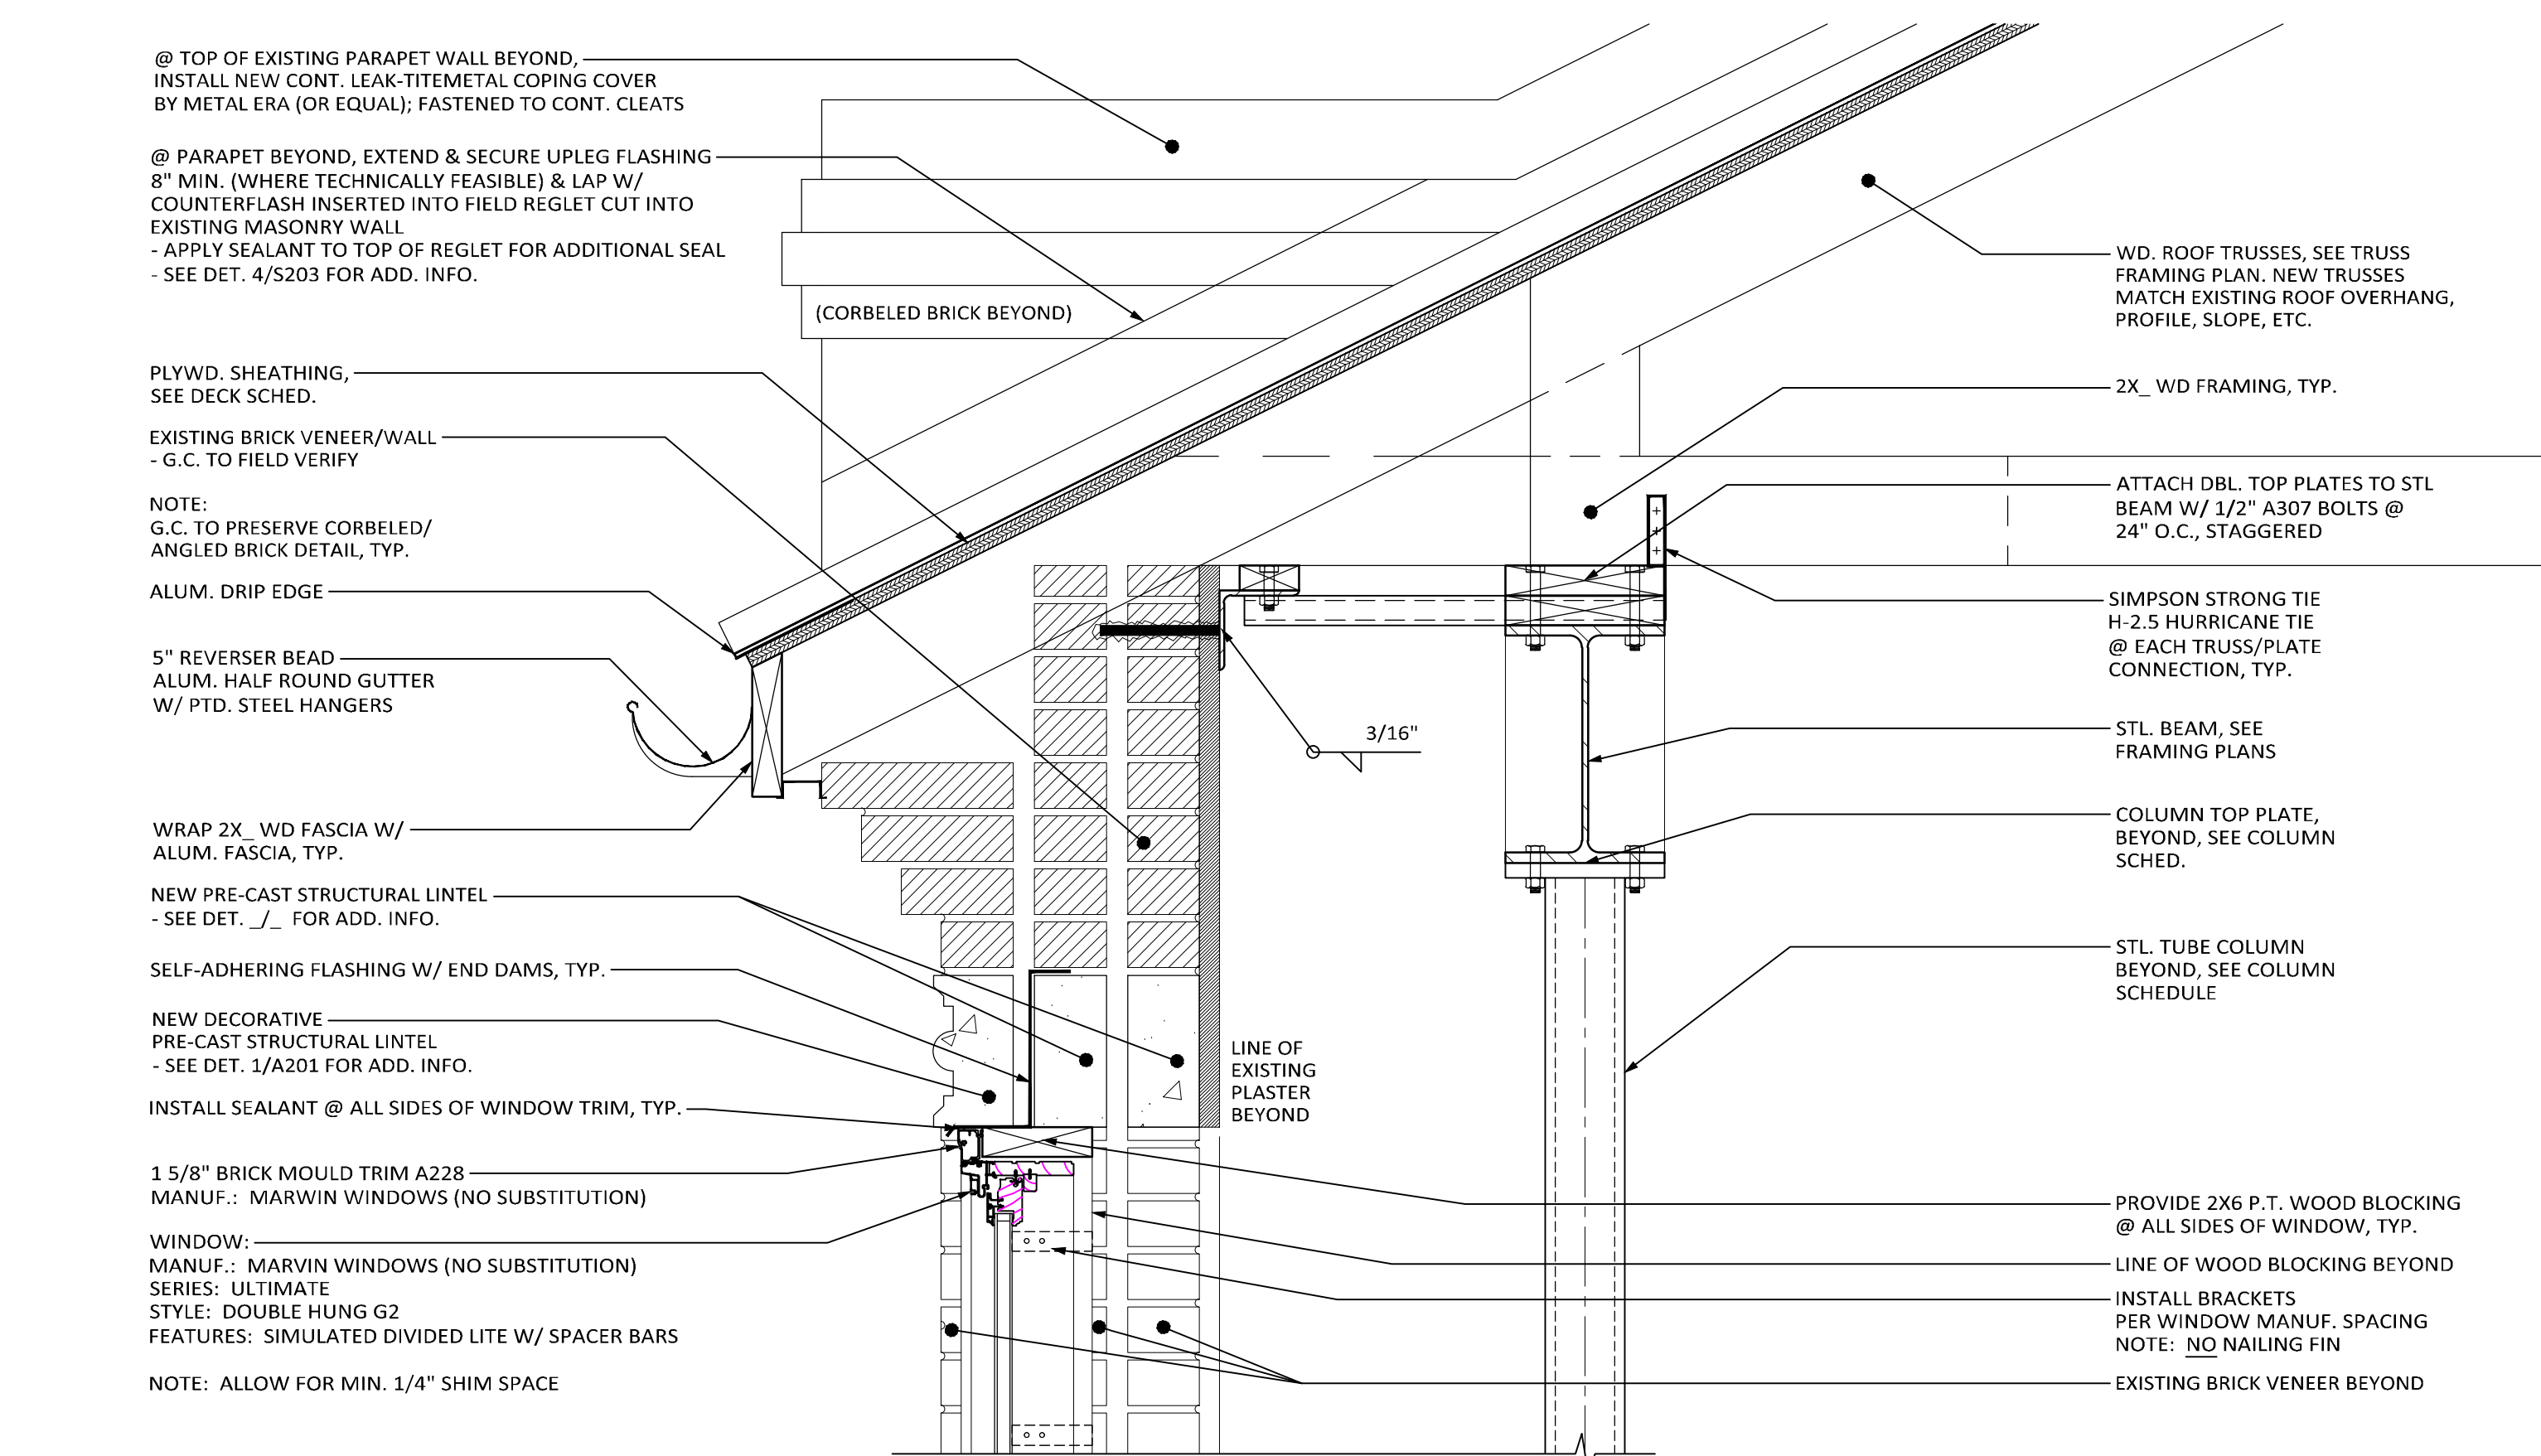 @ TOP OF EXISTING PARAPET WALL BEYOND,
INSTALL NEW CONT. LEAK-TITEMETAL COPING COVER
BY METAL ERA (OR EQUAL); FASTENED TO CONT. CLEATS
@ PARAPET BEYOND, EXTEND & SECURE UPLEG FLASHING
8" MIN. (WHERE TECHNICALLY FEASIBLE) & LAP W/
COUNTERFLASH INSERTED INTO FIELD REGLET CUT INTO
EXISTING MASONRY WALL
- APPLY SEALANT TO TOP OF REGLET FOR ADDITIONAL SEAL
- SEE DET. 4/S203 FOR ADD. INFO.
PLYWD. SHEATHING,
SEE DECK SCHED.
EXISTING BRICK VENEER/WALL
- G.C. TO FIELD VERIFY
NOTE:
G.C. TO PRESERVE CORBELED/
ANGLED BRICK DETAIL, TYP.
ALUM. DRIP EDGE
5" REVERSER BEAD
ALUM. HALF ROUND GUTTER
W/ PTD. STEEL HANGERS
WRAP 2X_ WD FASCIA W/
ALUM. FASCIA, TYP.
NEW PRE-CAST STRUCTURAL LINTEL
- SEE DET. _/_ FOR ADD. INFO.
SELF-ADHERING FLASHING W/ END DAMS, TYP.
NEW DECORATIVE
PRE-CAST STRUCTURAL LINTEL
- SEE DET. 1/A201 FOR ADD. INFO.
INSTALL SEALANT @ ALL SIDES OF WINDOW TRIM, TYP.
1 5/8" BRICK MOULD TRIM A228
MANUF.: MARWIN WINDOWS (NO SUBSTITUTION)
WINDOW:
MANUF.: MARVIN WINDOWS (NO SUBSTITUTION)
SERIES: ULTIMATE
STYLE: DOUBLE HUNG G2
FEATURES: SIMULATED DIVIDED LITE W/ SPACER BARS
NOTE: ALLOW FOR MIN. 1/4" SHIM SPACE
(CORBELED BRICK BEYOND)
3/16"
LINE OF
EXISTING
PLASTER
BEYOND
WD. ROOF TRUSSES, SEE TRUSS
FRAMING PLAN. NEW TRUSSES
MATCH EXISTING ROOF OVERHANG,
PROFILE, SLOPE, ETC.
2X_ WD FRAMING, TYP.
ATTACH DBL. TOP PLATES TO STL
BEAM W/ 1/2" A307 BOLTS @
24" O.C., STAGGERED
SIMPSON STRONG TIE
H-2.5 HURRICANE TIE
@ EACH TRUSS/PLATE
CONNECTION, TYP.
STL. BEAM, SEE
FRAMING PLANS
COLUMN TOP PLATE,
BEYOND, SEE COLUMN
SCHED.
STL. TUBE COLUMN
BEYOND, SEE COLUMN
SCHEDULE
PROVIDE 2X6 P.T. WOOD BLOCKING
@ ALL SIDES OF WINDOW, TYP.
LINE OF WOOD BLOCKING BEYOND
INSTALL BRACKETS
PER WINDOW MANUF. SPACING
NOTE: NO NAILING FIN
EXISTING BRICK VENEER BEYOND